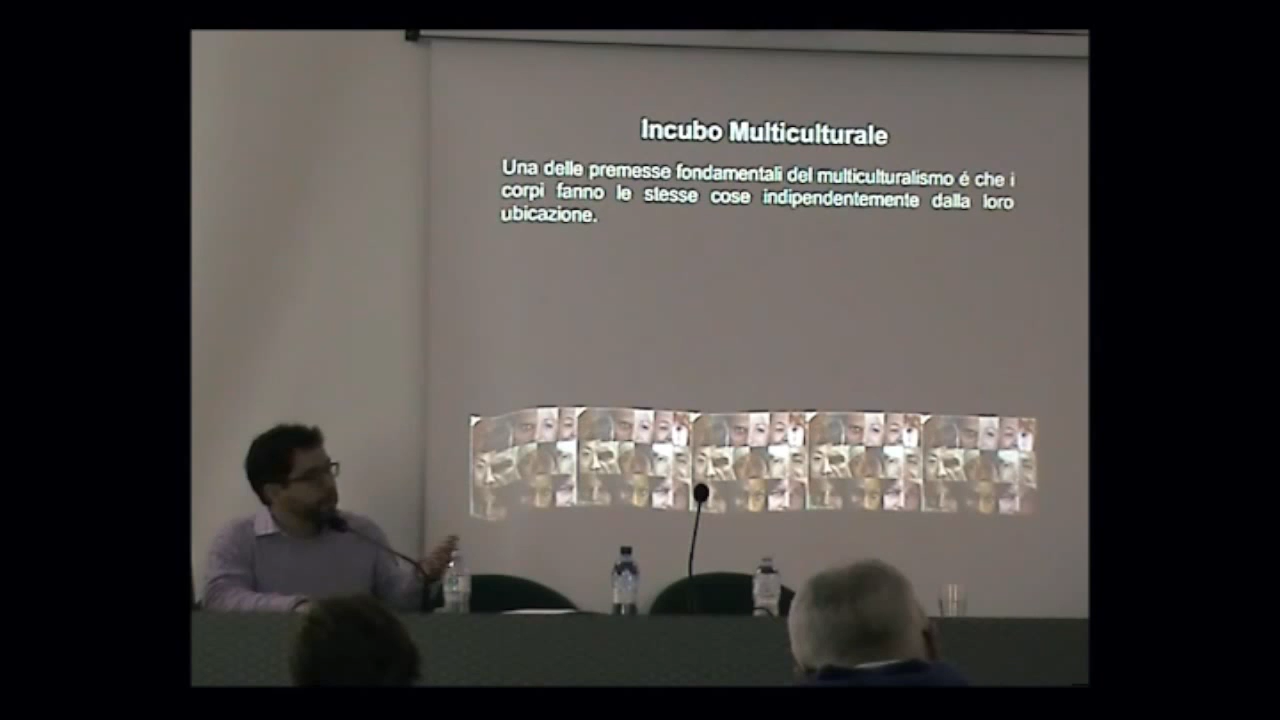 Incubo Multiculturale
Una delle premesse fondamentali del multiculturalismo é che i
corpi fanno le stesse cose indipendentemente dalla loro
ubicazione.